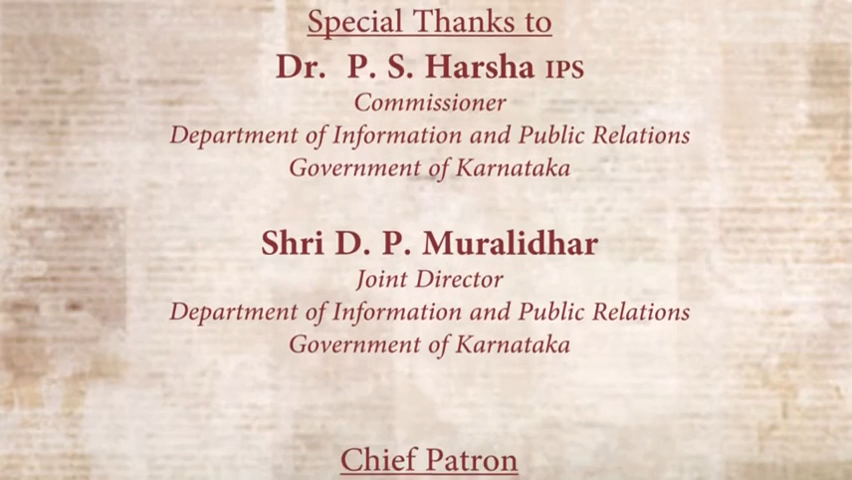 Special Thanks to
Dr. P. S. Harsha IPS
Commissioner
Department of Information and Public Relations
Government of Karnataka
Shri D. P. Muralidhar
Joint Director
Department of Information and Public Relations
Government of Karnataka
Chief Patron